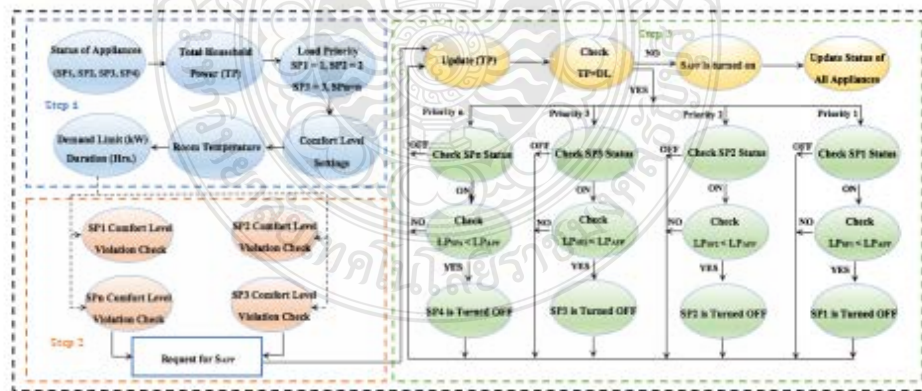 Status of Appliances
(SP1, SP2, SP3, SP4)
Total Household
Power (TP)
Load Priority
SP1 = 1, SP2 = 2
SP3 = 3, SPn=n
Step 1
Demand Limit (kW)
Duration (Hrs.)
Room Temperature
Comfort Level
Settings
SP1 Comfort Level
Violation Check
SP2 Comfort Level
Violation Check
SPn Comfort Level
Violation Check
SP3 Comfort Level
Violation Check
Step 2
Request for SAPP
Step 3
Update (TP)
Check
TP>DL
NO
SAPP is turned on
Update Status of
All Appliances
YES
Priority n
Priority 3
Priority 2
Priority 1
OFF
Check SPn Status
OFF
Check SP3 Status
OFF
Check SP2 Status
OFF
Check SP1 Status
ON
ON
ON
ON
NO
Check
NO
Check
NO
Check
NO
Check
YES
YES
YES
YES
SP4 is Turned OFF
SP3 is Turned OFF
SP2 is Turned OFF
SP1 is Turned OFF